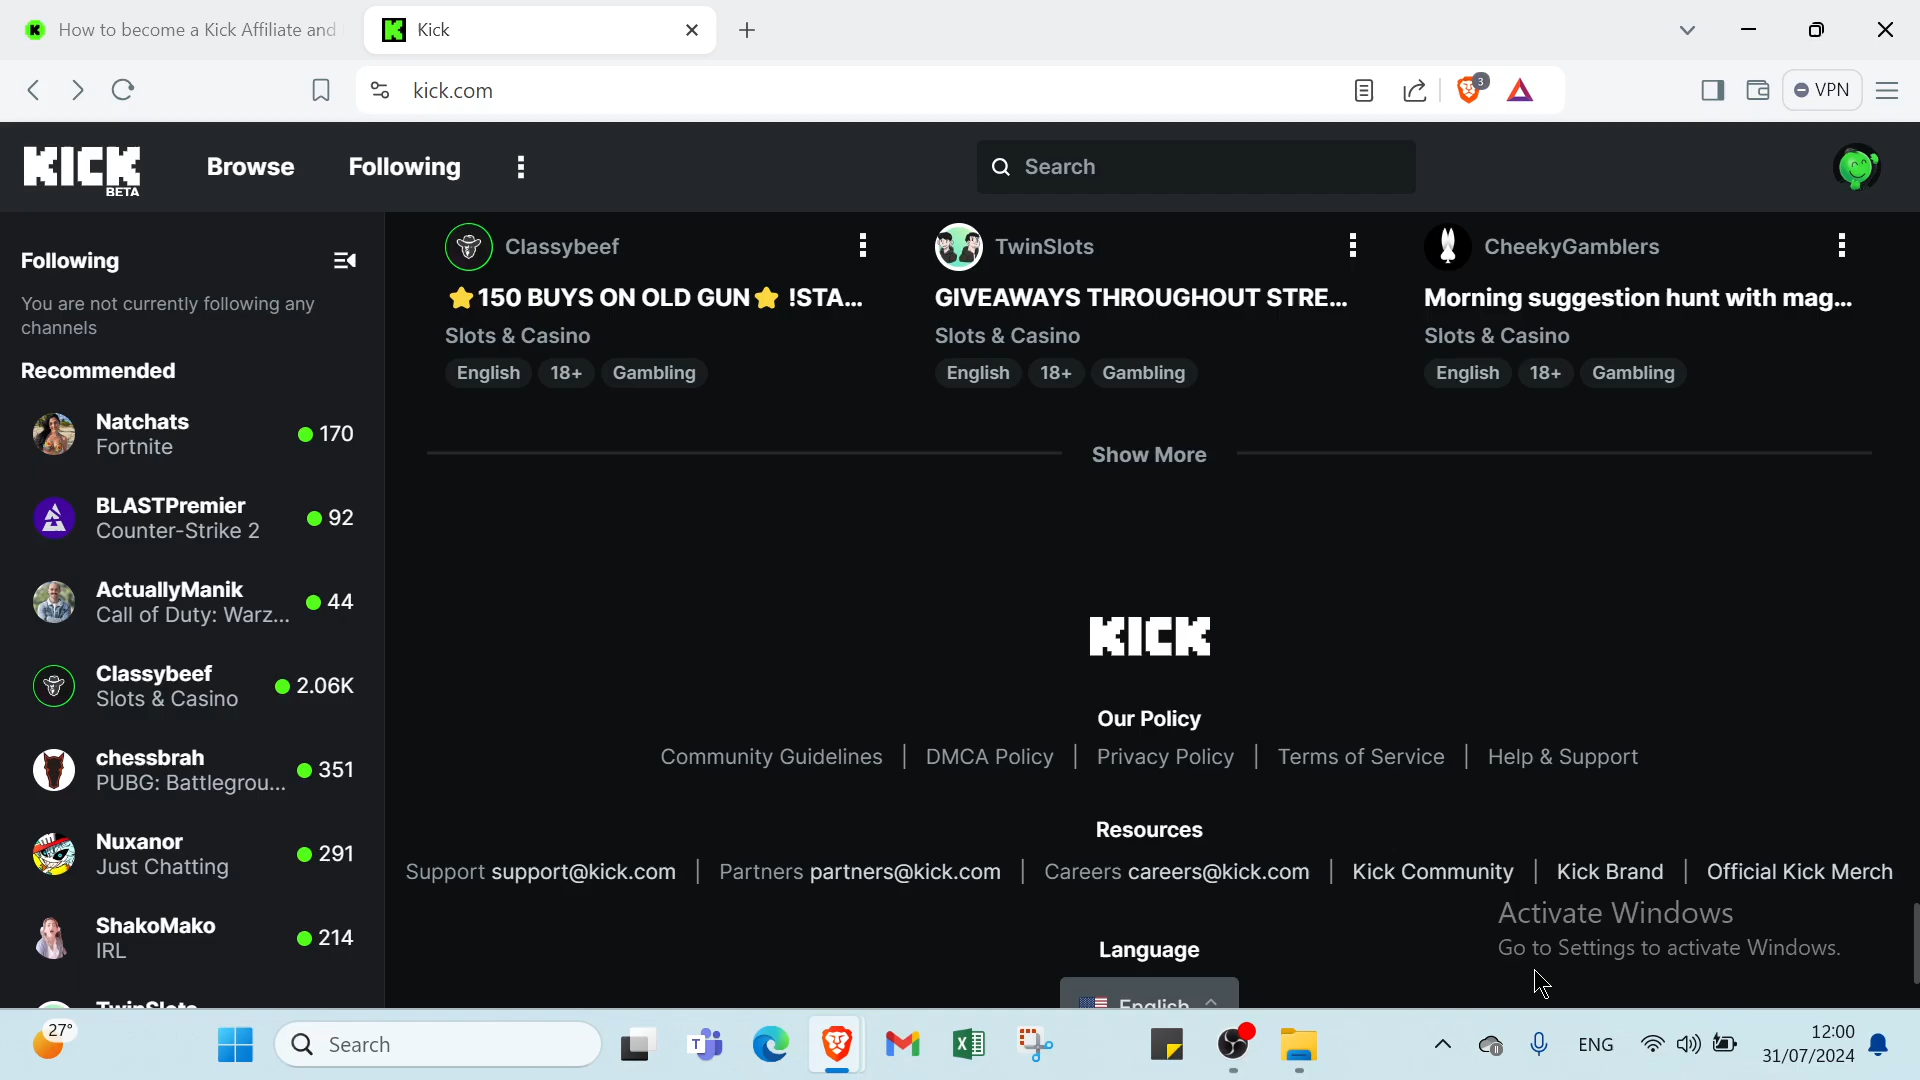 How to become a Kick Affiliate and
Kick
kick.com
3
VPN
KICK
BETA
Browse
Following
Search
Following
You are not currently following any
channels
Recommended
Natchats
Fortnite
170
BLASTPremier
Counter-Strike 2
92
ActuallyManik
Call of Duty: Warz...
44
Classybeef
Slots & Casino
2.06K
chessbrah
PUBG: Battlegrou...
351
Nuxanor
Just Chatting
291
ShakoMako
IRL
214
TwinSlots
Classybeef
⭐150 BUYS ON OLD GUN⭐ !STA...
Slots & Casino
English 18+ Gambling
TwinSlots
GIVEAWAYS THROUGHOUT STRE...
Slots & Casino
English 18+ Gambling
CheekyGamblers
Morning suggestion hunt with mag...
Slots & Casino
English 18+ Gambling
Show More
KICK
Our Policy
Community Guidelines | DMCA Policy | Privacy Policy | Terms of Service | Help & Support
Resources
Support support@kick.com | Partners partners@kick.com | Careers careers@kick.com | Kick Community | Kick Brand | Official Kick Merch
Language
English
Activate Windows
Go to Settings to activate Windows.
27°
Search
ENG
12:00
31/07/2024